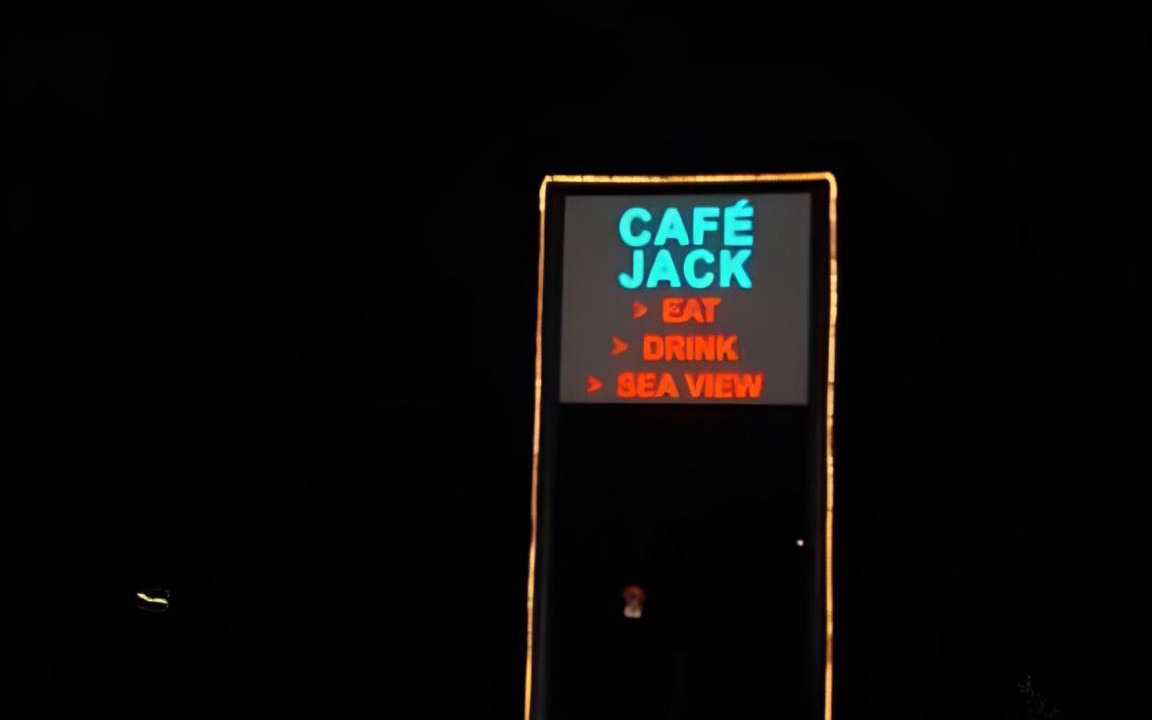 CAFÉ
JACK
> EAT
> DRINK
> SEA VIEW